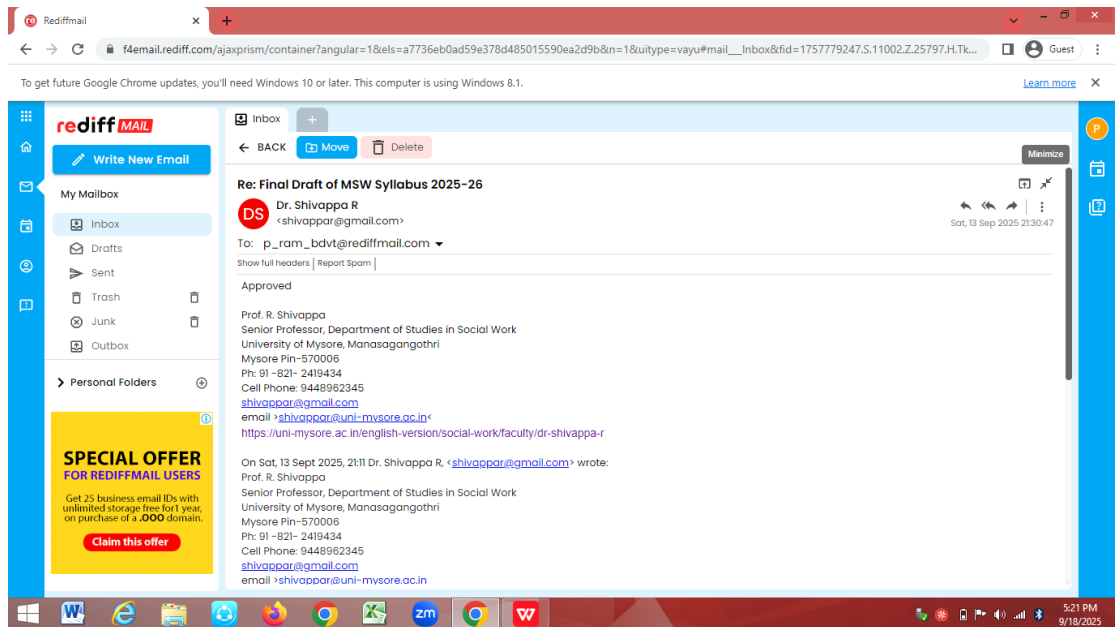 Rediffmail
f4email.rediff.com/ajaxprism/container?angular=1&els=a7736eb0ad59e378d485015590ea2d9b&n=1&uitype=vayu#mail___Inbox&fid=1757779247.S.11002.Z.25797.H.Tk...
Guest
To get future Google Chrome updates, you'll need Windows 10 or later. This computer is using Windows 8.1.
Learn more
rediff MAIL
Write New Email
My Mailbox
Inbox
Drafts
Sent
Trash
Junk
Outbox
Personal Folders
SPECIAL OFFER
FOR REDIFFMAIL USERS
Get 25 business email IDs with
unlimited storage free for1 year,
on purchase of a .OOO domain.
Claim this offer
Inbox
BACK
Move
Delete
Minimize
P
Re: Final Draft of MSW Syllabus 2025-26
DS
Dr. Shivappa R
<shivappar@gmail.com>
Sat, 13 Sep 2025 21:30:47
To: p_ram_bdvt@rediffmail.com
Show full headers | Report Spam |
Approved
Prof. R. Shivappa
Senior Professor, Department of Studies in Social Work
University of Mysore, Manasagangothri
Mysore Pin-570006
Ph: 91 -821- 2419434
Cell Phone: 9448962345
shivappar@gmail.com
email >shivappar@uni-mysore.ac.in<
https://uni-mysore.ac.in/english-version/social-work/faculty/dr-shivappa-r
On Sat, 13 Sept 2025, 21:11 Dr. Shivappa R, <shivappar@gmail.com> wrote:
Prof. R. Shivappa
Senior Professor, Department of Studies in Social Work
University of Mysore, Manasagangothri
Mysore Pin-570006
Ph: 91 -821- 2419434
Cell Phone: 9448962345
shivappar@gmail.com
email >shivappar@uni-mysore.ac.in
zm
5:21 PM
9/18/2025